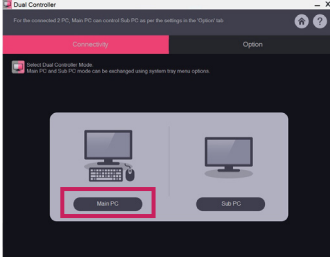 Dual Controller
For the connected 2 PC, Main PC can control Sub PC as per the settings in the 'Option' tab.
Connectivity
Option
Select Dual Controller Mode.
Main PC and Sub PC mode can be exchanged using system tray menu options.
Main PC
Sub PC